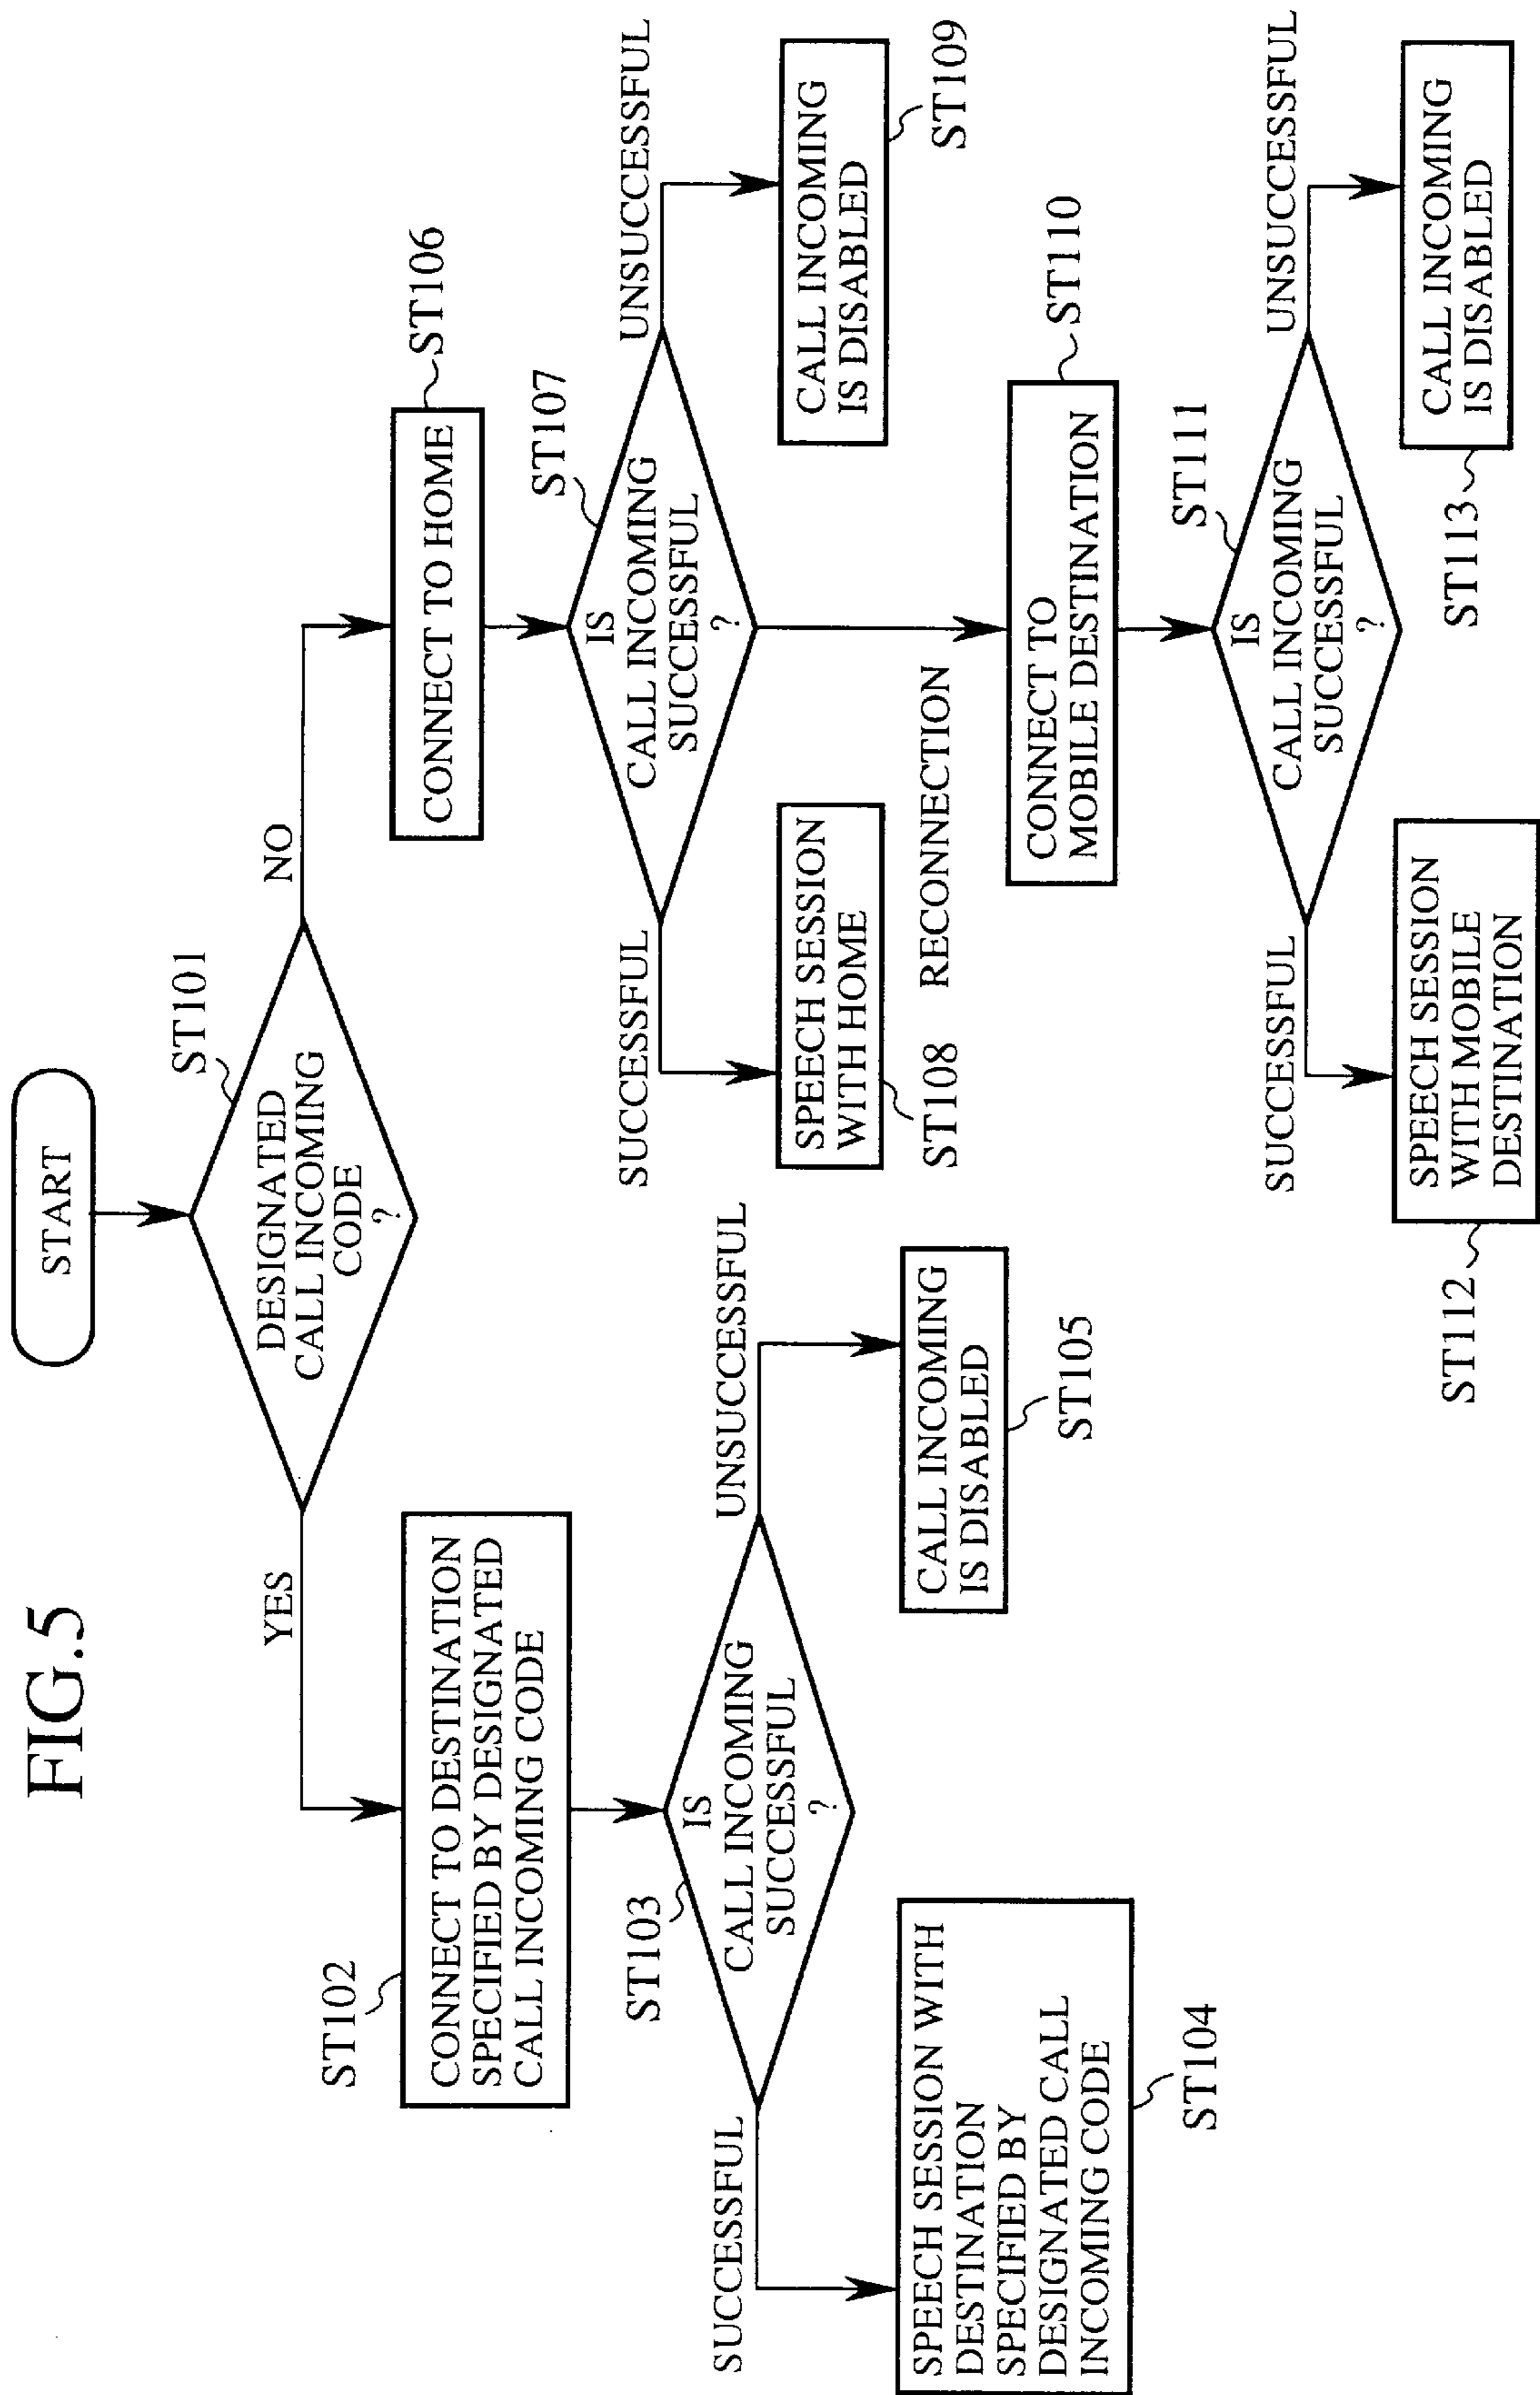 FIG.5
START
ST101
DESIGNATED
CALL INCOMING
CODE
?
YES
NO
ST102
CONNECT TO DESTINATION
SPECIFIED BY DESIGNATED
CALL INCOMING CODE
ST103
IS
CALL INCOMING
SUCCESSFUL
?
SUCCESSFUL
UNSUCCESSFUL
SPEECH SESSION WITH
DESTINATION
SPECIFIED BY
DESIGNATED CALL
INCOMING CODE
ST104
CALL INCOMING
IS DISABLED
ST105
CONNECT TO HOME
ST106
ST107
IS
CALL INCOMING
SUCCESSFUL
?
SUCCESSFUL
UNSUCCESSFUL
SPEECH SESSION
WITH HOME
ST108
CALL INCOMING
IS DISABLED
ST109
RECONNECTION
CONNECT TO
MOBILE DESTINATION
ST110
ST111
IS
CALL INCOMING
SUCCESSFUL
?
SUCCESSFUL
UNSUCCESSFUL
SPEECH SESSION
WITH MOBILE
DESTINATION
ST112
CALL INCOMING
IS DISABLED
ST113